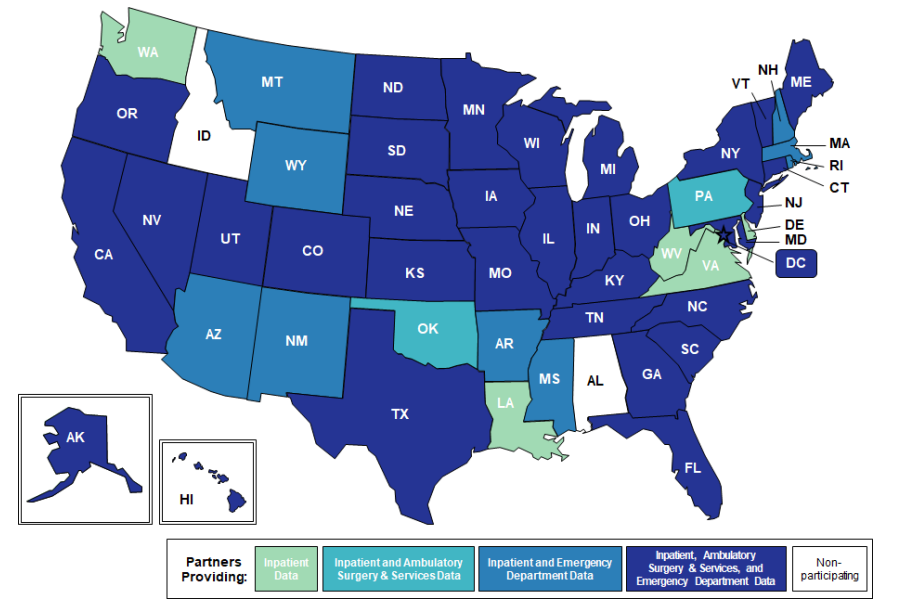 WA
MT
ND
MN
ME
NH
VT
OR
ID
WY
SD
WI
MI
NY
MA
RI
CT
NV
UT
CO
NE
IA
IL
IN
OH
PA
NJ
DE
MD
DC
CA
KS
MO
KY
WV
VA
AZ
NM
OK
AR
TN
NC
SC
MS
AL
GA
LA
TX
FL
AK
HI
Partners
Providing:
Inpatient
Data
Inpatient and Ambulatory
Surgery & Services Data
Inpatient and Emergency
Department Data
Inpatient, Ambulatory
Surgery & Services, and
Emergency Department Data
Non-
participating